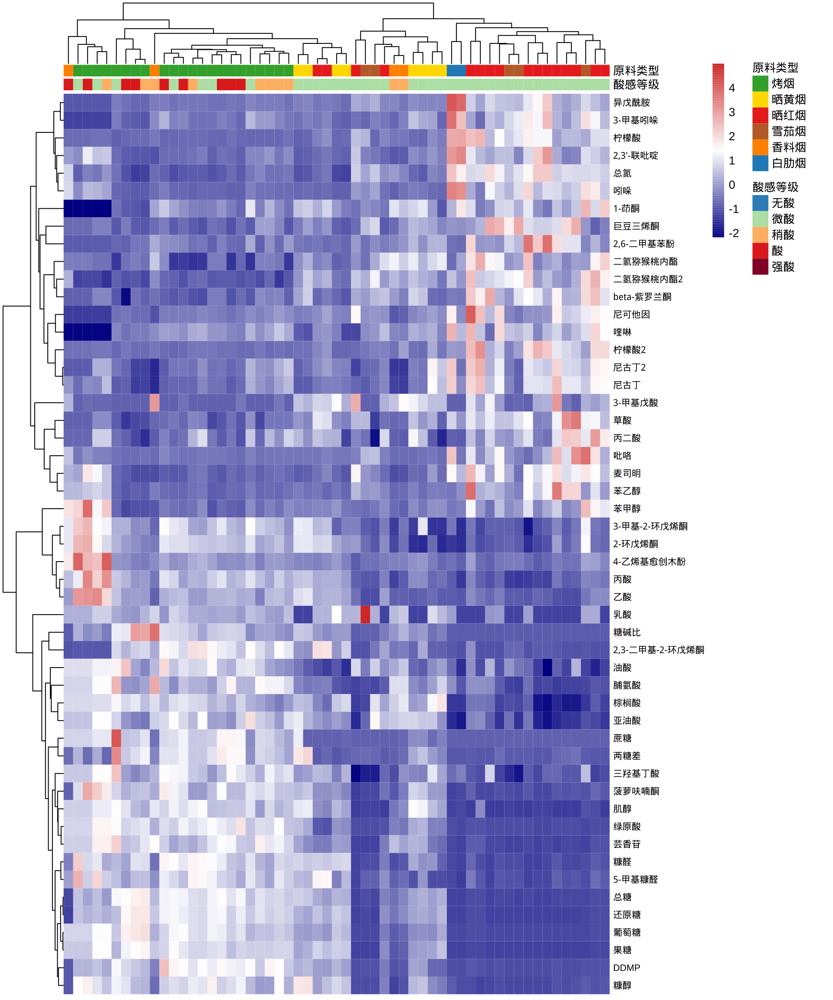 原料类型
酸感等级
异戊酰胺
3-甲基吲哚
柠檬酸
2,3'-联吡啶
总氮
吲哚
1-茚酮
巨豆三烯酮
2,6-二甲基苯酚
二氢猕猴桃内酯
二氢猕猴桃内酯2
beta-紫罗兰酮
尼可他因
喹啉
柠檬酸2
尼古丁2
尼古丁
3-甲基戊酸
草酸
丙二酸
吡咯
麦司明
苯乙醇
苯甲醇
3-甲基-2-环戊烯酮
2-环戊烯酮
4-乙烯基愈创木酚
丙酸
乙酸
乳酸
糖碱比
2,3-二甲基-2-环戊烯酮
油酸
脯氨酸
棕榈酸
亚油酸
蔗糖
两糖差
三羟基丁酸
菠萝呋喃酮
肌醇
绿原酸
芸香苷
糠醛
5-甲基糠醛
总糖
还原糖
葡萄糖
果糖
DDMP
糠醇
4
3
2
1
0
-1
-2
原料类型
烤烟
晒黄烟
晒红烟
雪茄烟
香料烟
白肋烟
酸感等级
无酸
微酸
稍酸
酸
强酸